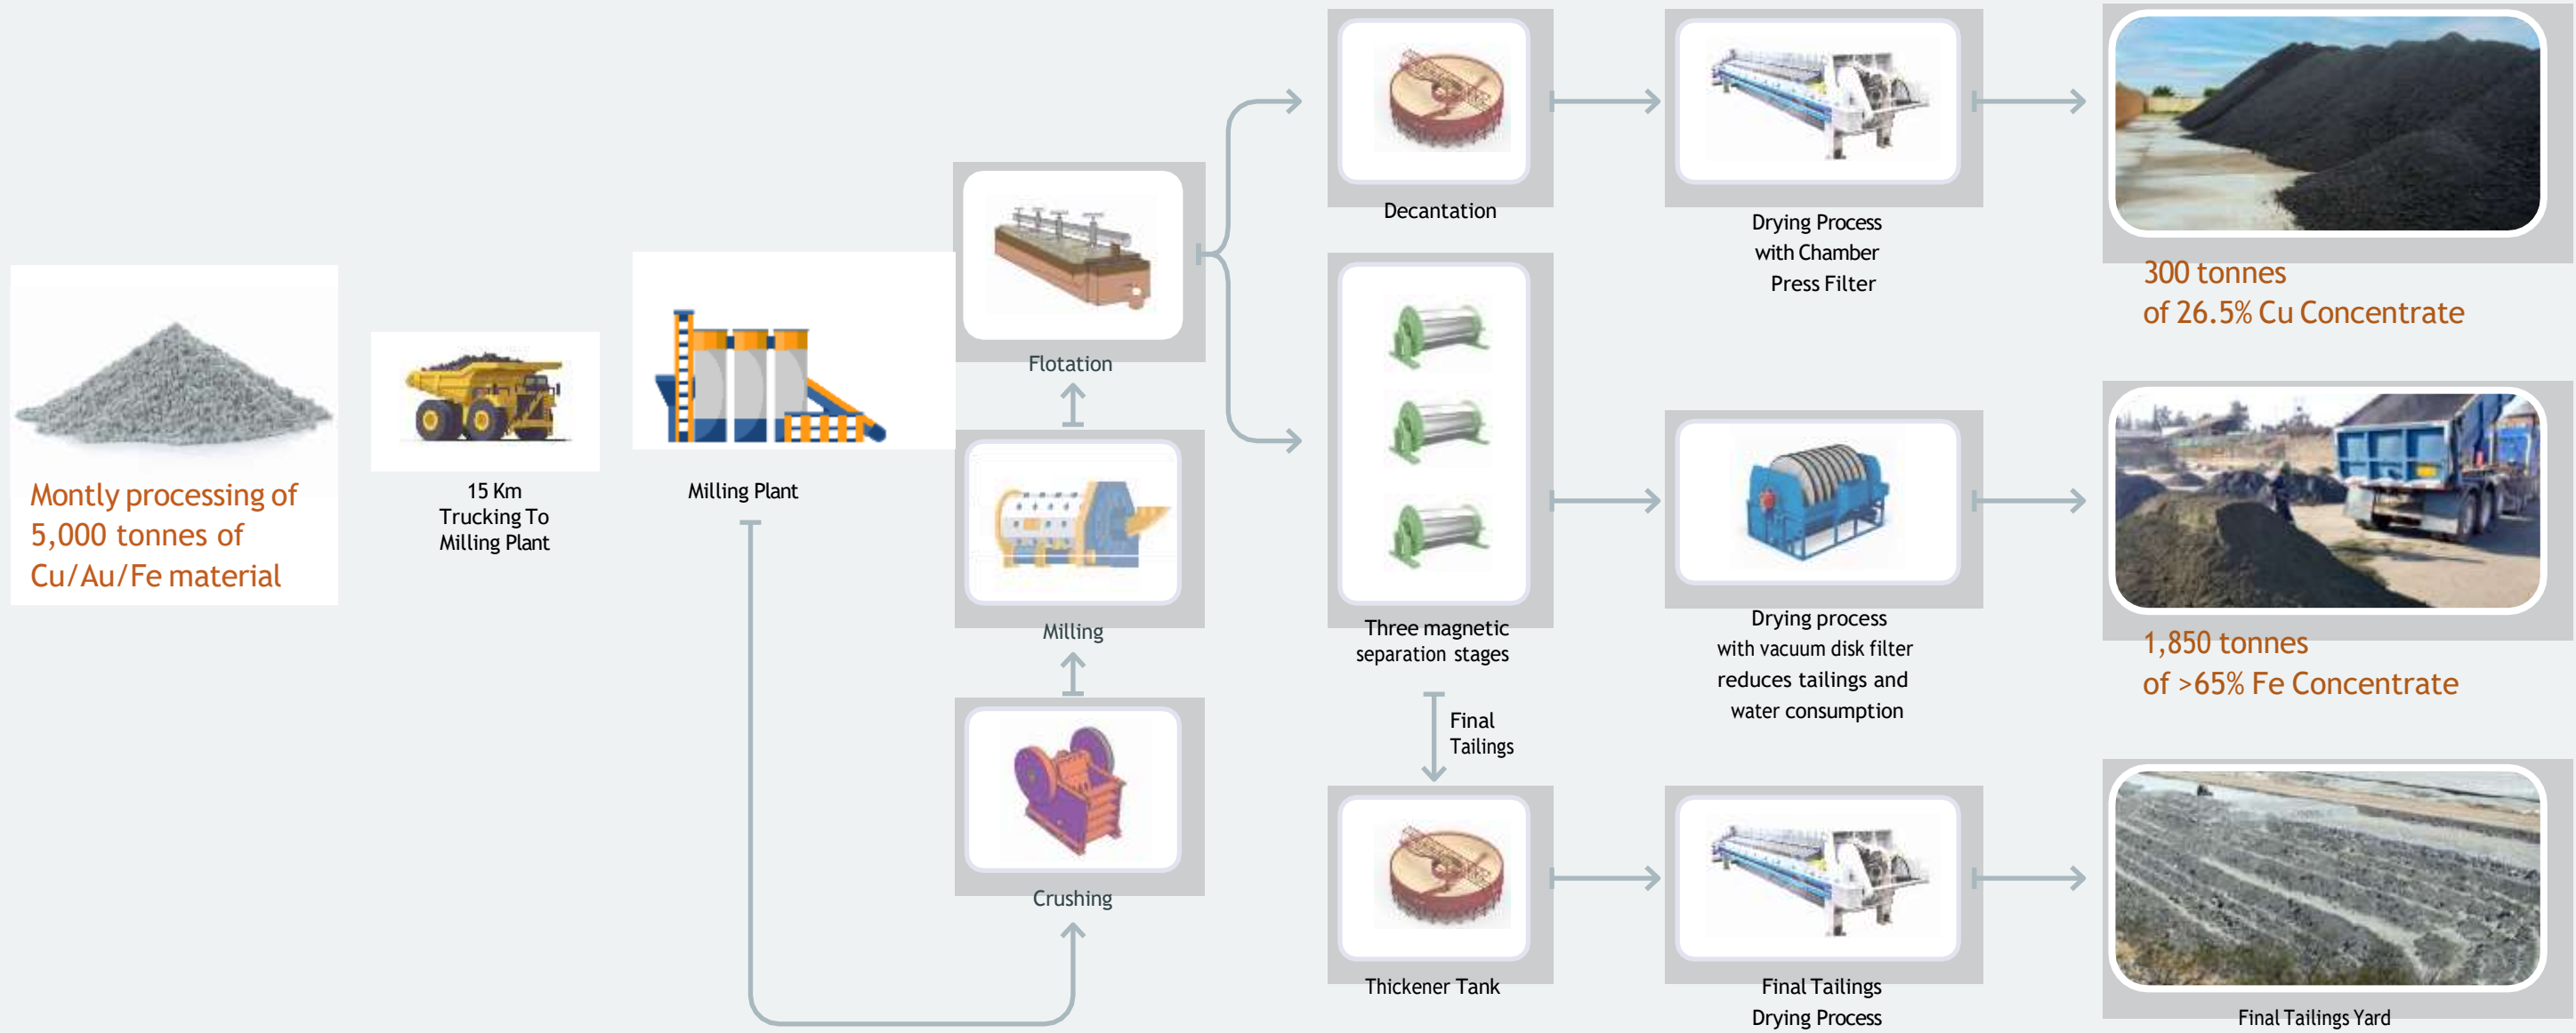 Montly processing of
5,000 tonnes of
Cu/Au/Fe material
15 Km
Trucking To
Milling Plant
Milling Plant
Flotation
Milling
Crushing
Decantation
Drying Process
with Chamber
Press Filter
300 tonnes
of 26.5% Cu Concentrate
Three magnetic
separation stages
Drying process
with vacuum disk filter
reduces tailings and
water consumption
1,850 tonnes
of >65% Fe Concentrate
Final
Tailings
Thickener Tank
Final Tailings
Drying Process
Final Tailings Yard